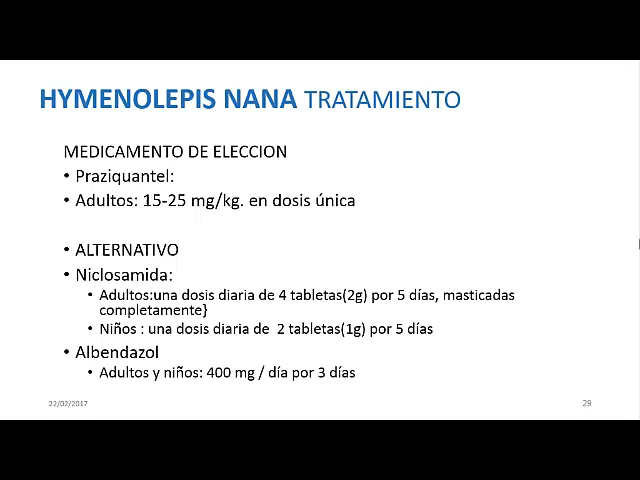 HYMENOLEPIS NANA TRATAMIENTO
MEDICAMENTO DE ELECCION
• Praziquantel:
• Adultos: 15-25 mg/kg. en dosis única
• ALTERNATIVO
• Niclosamida:
• Adultos:una dosis diaria de 4 tabletas(2g) por 5 días, masticadas
completamente}
• Niños : una dosis diaria de 2 tabletas(1g) por 5 días
• Albendazol
• Adultos y niños: 400 mg / día por 3 días
22/02/2017
29